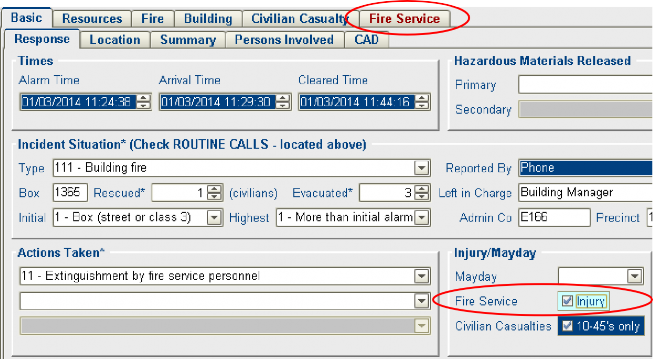 Basic Resources Fire Building Civilian Casualty Fire Service
Response Location Summary Persons Involved CAD
Times
Alarm Time Arrival Time Cleared Time
01/03/2014 11:24:38 01/03/2014 11:29:30 01/03/2014 11:44:16
Hazardous Materials Released
Primary
Secondary
Incident Situation* (Check ROUTINE CALLS - located above)
Type 111 - Building fire Reported By Phone
Box 1365 Rescued* 1 (civilians) Evacuated* 3 Left in Charge Building Manager
Initial 1 - Box (street or class 3) Highest 1 - More than initial alarm Admin Co E166 Precinct 1
Actions Taken*
11 - Extinguishment by fire service personnel
Injury/Mayday
Mayday
Fire Service Injury
Civilian Casualties 10-45's only